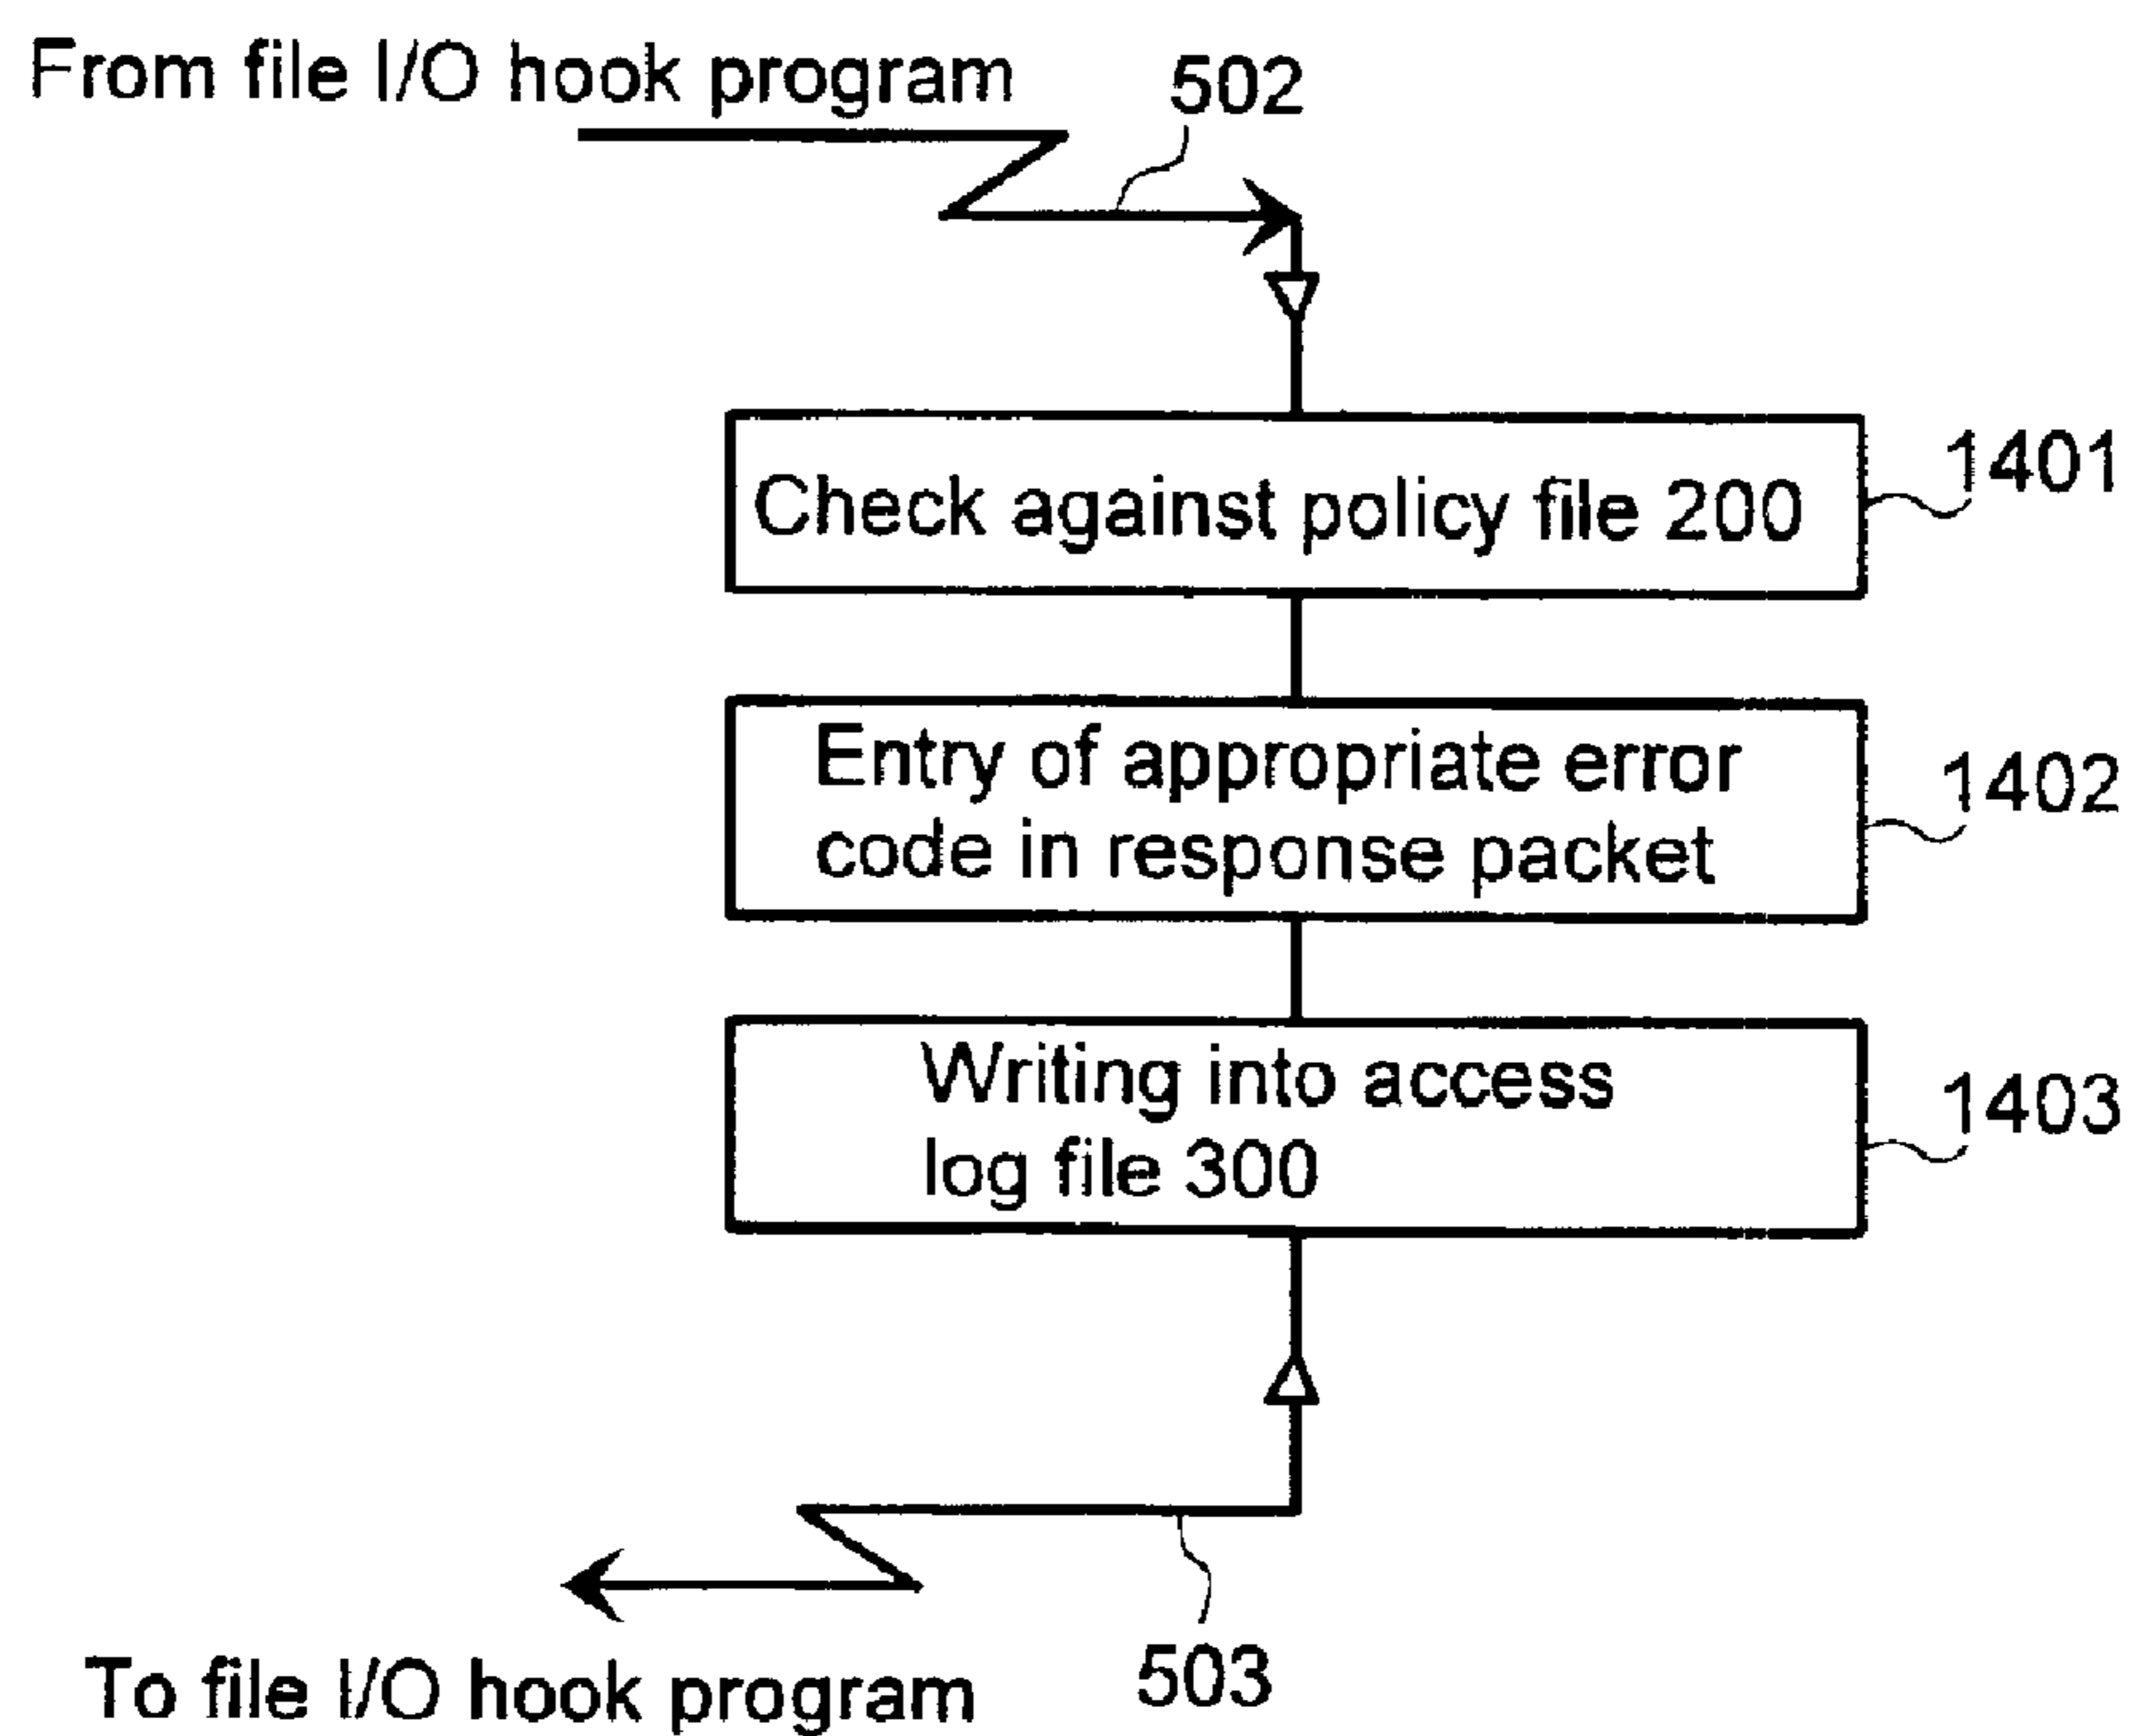 From file I/O hook program
502
Check against policy file 200
1401
Entry of appropriate error
code in response packet
1402
Writing into access
log file 300
1403
503
To file I/O hook program